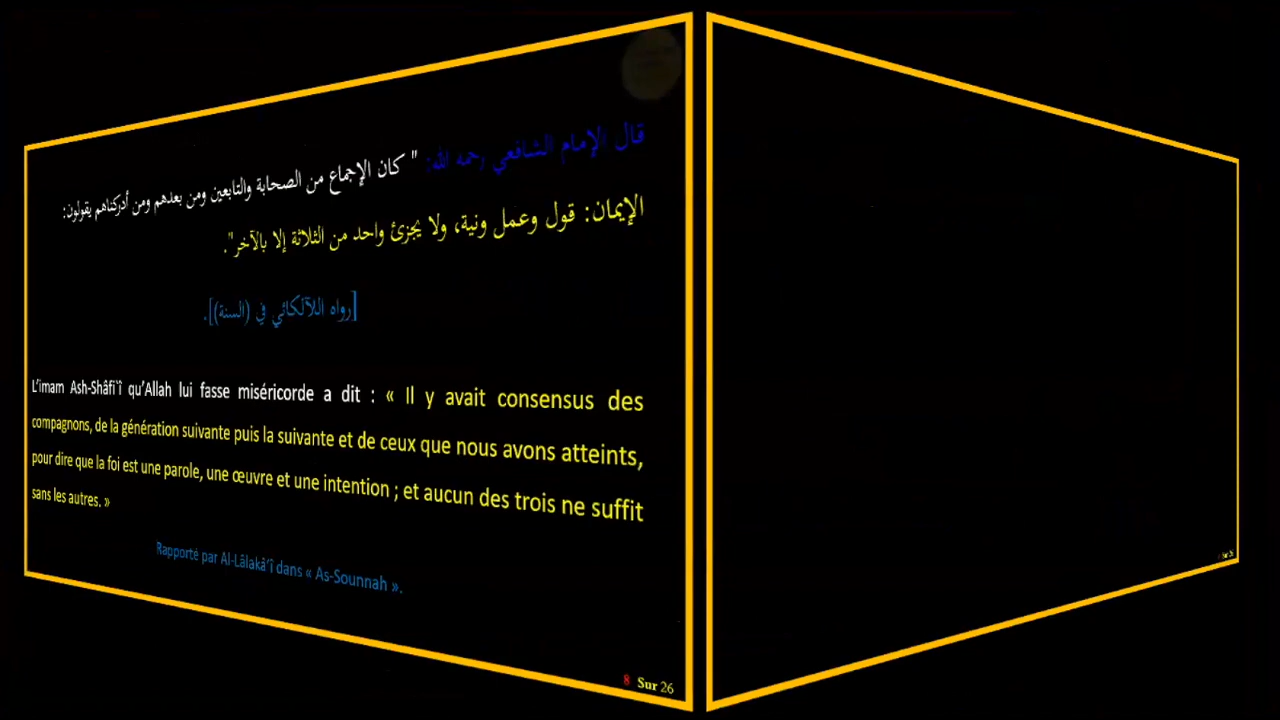 قال الإمام الشافعي رحمه الله: " كان الإجماع من الصحابة والتابعين ومن بعدهم ومن أدركناهم يقولون:
الإيمان: قول وعمل ونية، ولا يجزئ واحد من الثلاثة إلا بالآخر".
[رواه اللآلكائي في (السنة)].
L'imam Ash-Shâfi`î qu'Allah lui fasse miséricorde a dit : « Il y avait consensus des
compagnons, de la génération suivante puis la suivante et de ceux que nous avons atteints,
pour dire que la foi est une parole, une œuvre et une intention ; et aucun des trois ne suffit
sans les autres. »
Rapporté par Al-Lâlakâ'î dans « As-Sounnah ».
8 Sur 26
Sur 26